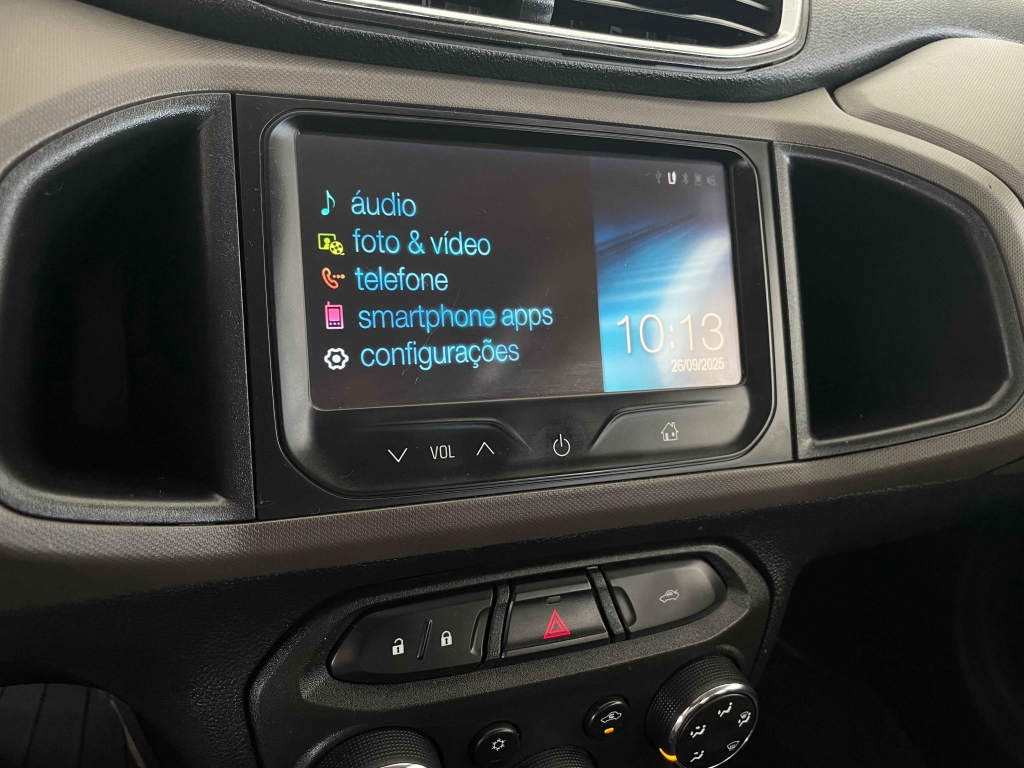 áudio
foto & vídeo
telefone
smartphone apps
configurações
10:13
26/09/2025
VOL